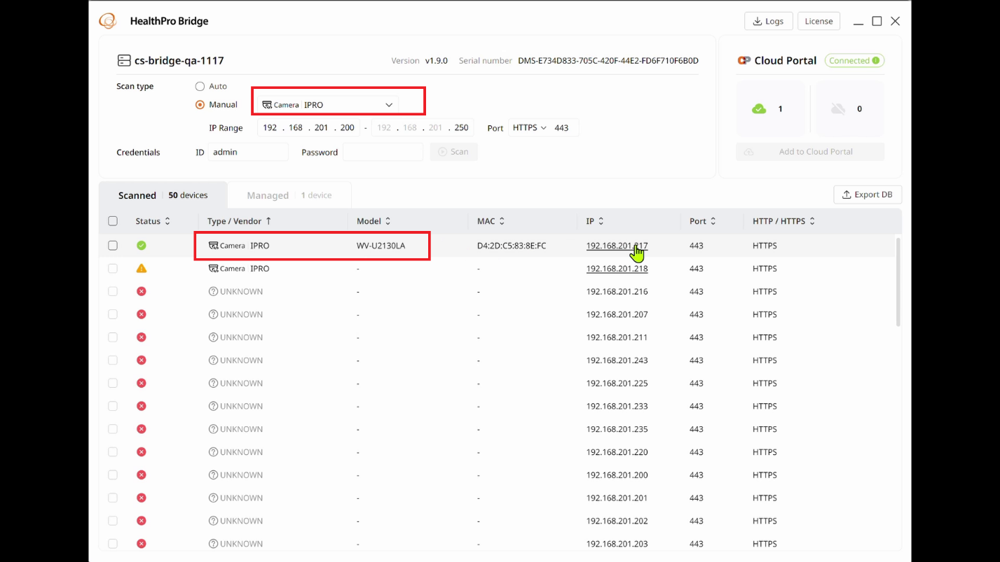 HealthPro Bridge Logs License
cs-bridge-qa-1117 Version v1.9.0 Serial number DMS-E734D833-705C-420F-44E2-FD6F710F6B0D
Cloud Portal Connected
Scan type Auto
Manual Camera IPRO
IP Range 192 . 168 . 201 . 200 - 192 . 168 . 201 . 250 Port HTTPS 443
1 0
Credentials ID admin Password Scan
Add to Cloud Portal
Scanned 50 devices Managed 1 device Export DB
Status Type / Vendor Model MAC IP Port HTTP / HTTPS
Camera IPRO WV-U2130LA D4:2D:C5:83:8E:FC 192.168.201.217 443 HTTPS
Camera IPRO - - 192.168.201.218 443 HTTPS
UNKNOWN - - 192.168.201.216 443 HTTPS
UNKNOWN - - 192.168.201.207 443 HTTPS
UNKNOWN - - 192.168.201.211 443 HTTPS
UNKNOWN - - 192.168.201.243 443 HTTPS
UNKNOWN - - 192.168.201.225 443 HTTPS
UNKNOWN - - 192.168.201.233 443 HTTPS
UNKNOWN - - 192.168.201.235 443 HTTPS
UNKNOWN - - 192.168.201.220 443 HTTPS
UNKNOWN - - 192.168.201.200 443 HTTPS
UNKNOWN - - 192.168.201.201 443 HTTPS
UNKNOWN - - 192.168.201.202 443 HTTPS
UNKNOWN - - 192.168.201.203 443 HTTPS